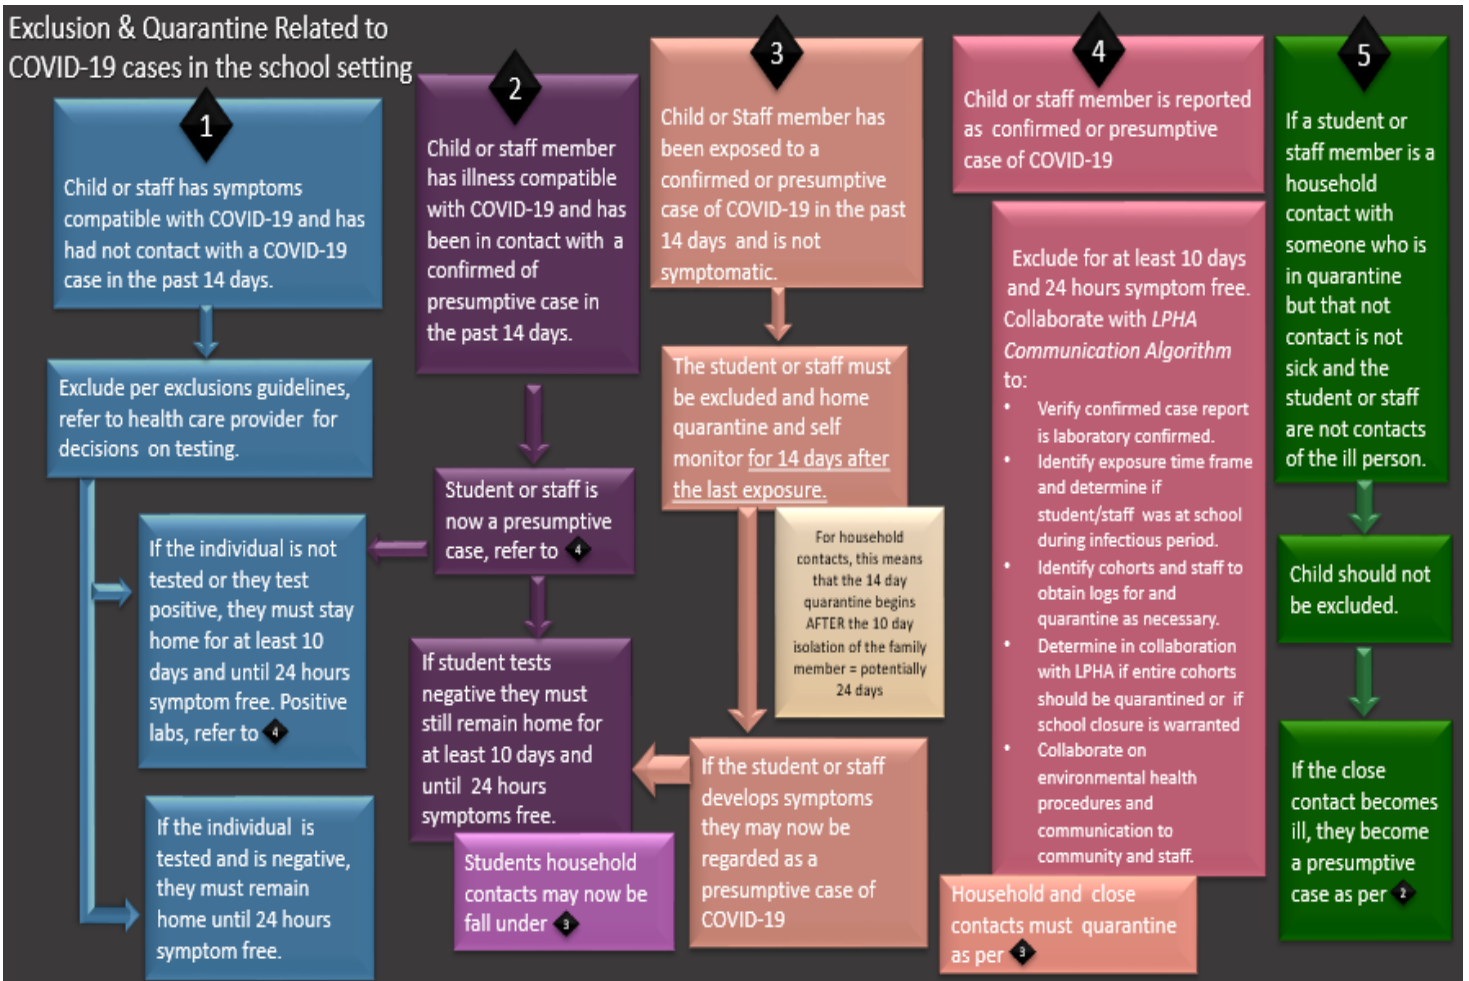 Exclusion & Quarantine Related to
COVID-19 cases in the school setting
1
Child or staff has symptoms
compatible with COVID-19 and has
had not contact with a COVID-19
case in the past 14 days.
Exclude per exclusions guidelines,
refer to health care provider for
decisions on testing.
If the individual is not
tested or they test
positive, they must stay
home for at least 10
days and until 24 hours
symptom free. Positive
labs, refer to 4
If the individual is
tested and is negative,
they must remain
home until 24 hours
symptom free.
2
Child or staff member
has illness compatible
with COVID-19 and has
been in contact with a
confirmed of
presumptive case in
the past 14 days.
Student or staff is
now a presumptive
case, refer to 4
If student tests
negative they must
still remain home for
at least 10 days and
until 24 hours
symptoms free.
Students household
contacts may now be
fall under 3
3
Child or Staff member has
been exposed to a
confirmed or presumptive
case of COVID-19 in the past
14 days and is not
symptomatic.
The student or staff must
be excluded and home
quarantine and self
monitor for 14 days after
the last exposure.
For household
contacts, this means
that the 14 day
quarantine begins
AFTER the 10 day
isolation of the family
member = potentially
24 days
If the student or staff
develops symptoms
they may now be
regarded as a
presumptive case of
COVID-19
4
Child or staff member is reported
as confirmed or presumptive
case of COVID-19
Exclude for at least 10 days
and 24 hours symptom free.
Collaborate with LPHA
Communication Algorithm
to:
• Verify confirmed case report
is laboratory confirmed.
• Identify exposure time frame
and determine if
student/staff was at school
during infectious period.
• Identify cohorts and staff to
obtain logs for and
quarantine as necessary.
• Determine in collaboration
with LPHA if entire cohorts
should be quarantined or if
school closure is warranted
• Collaborate on
environmental health
procedures and
communication to
community and staff.
Household and close
contacts must quarantine
as per 3
5
If a student or
staff member is a
household
contact with
someone who is
in quarantine
but that not
contact is not
sick and the
student or staff
are not contacts
of the ill person.
Child should not
be excluded.
If the close
contact becomes
ill, they become
a presumptive
case as per 2